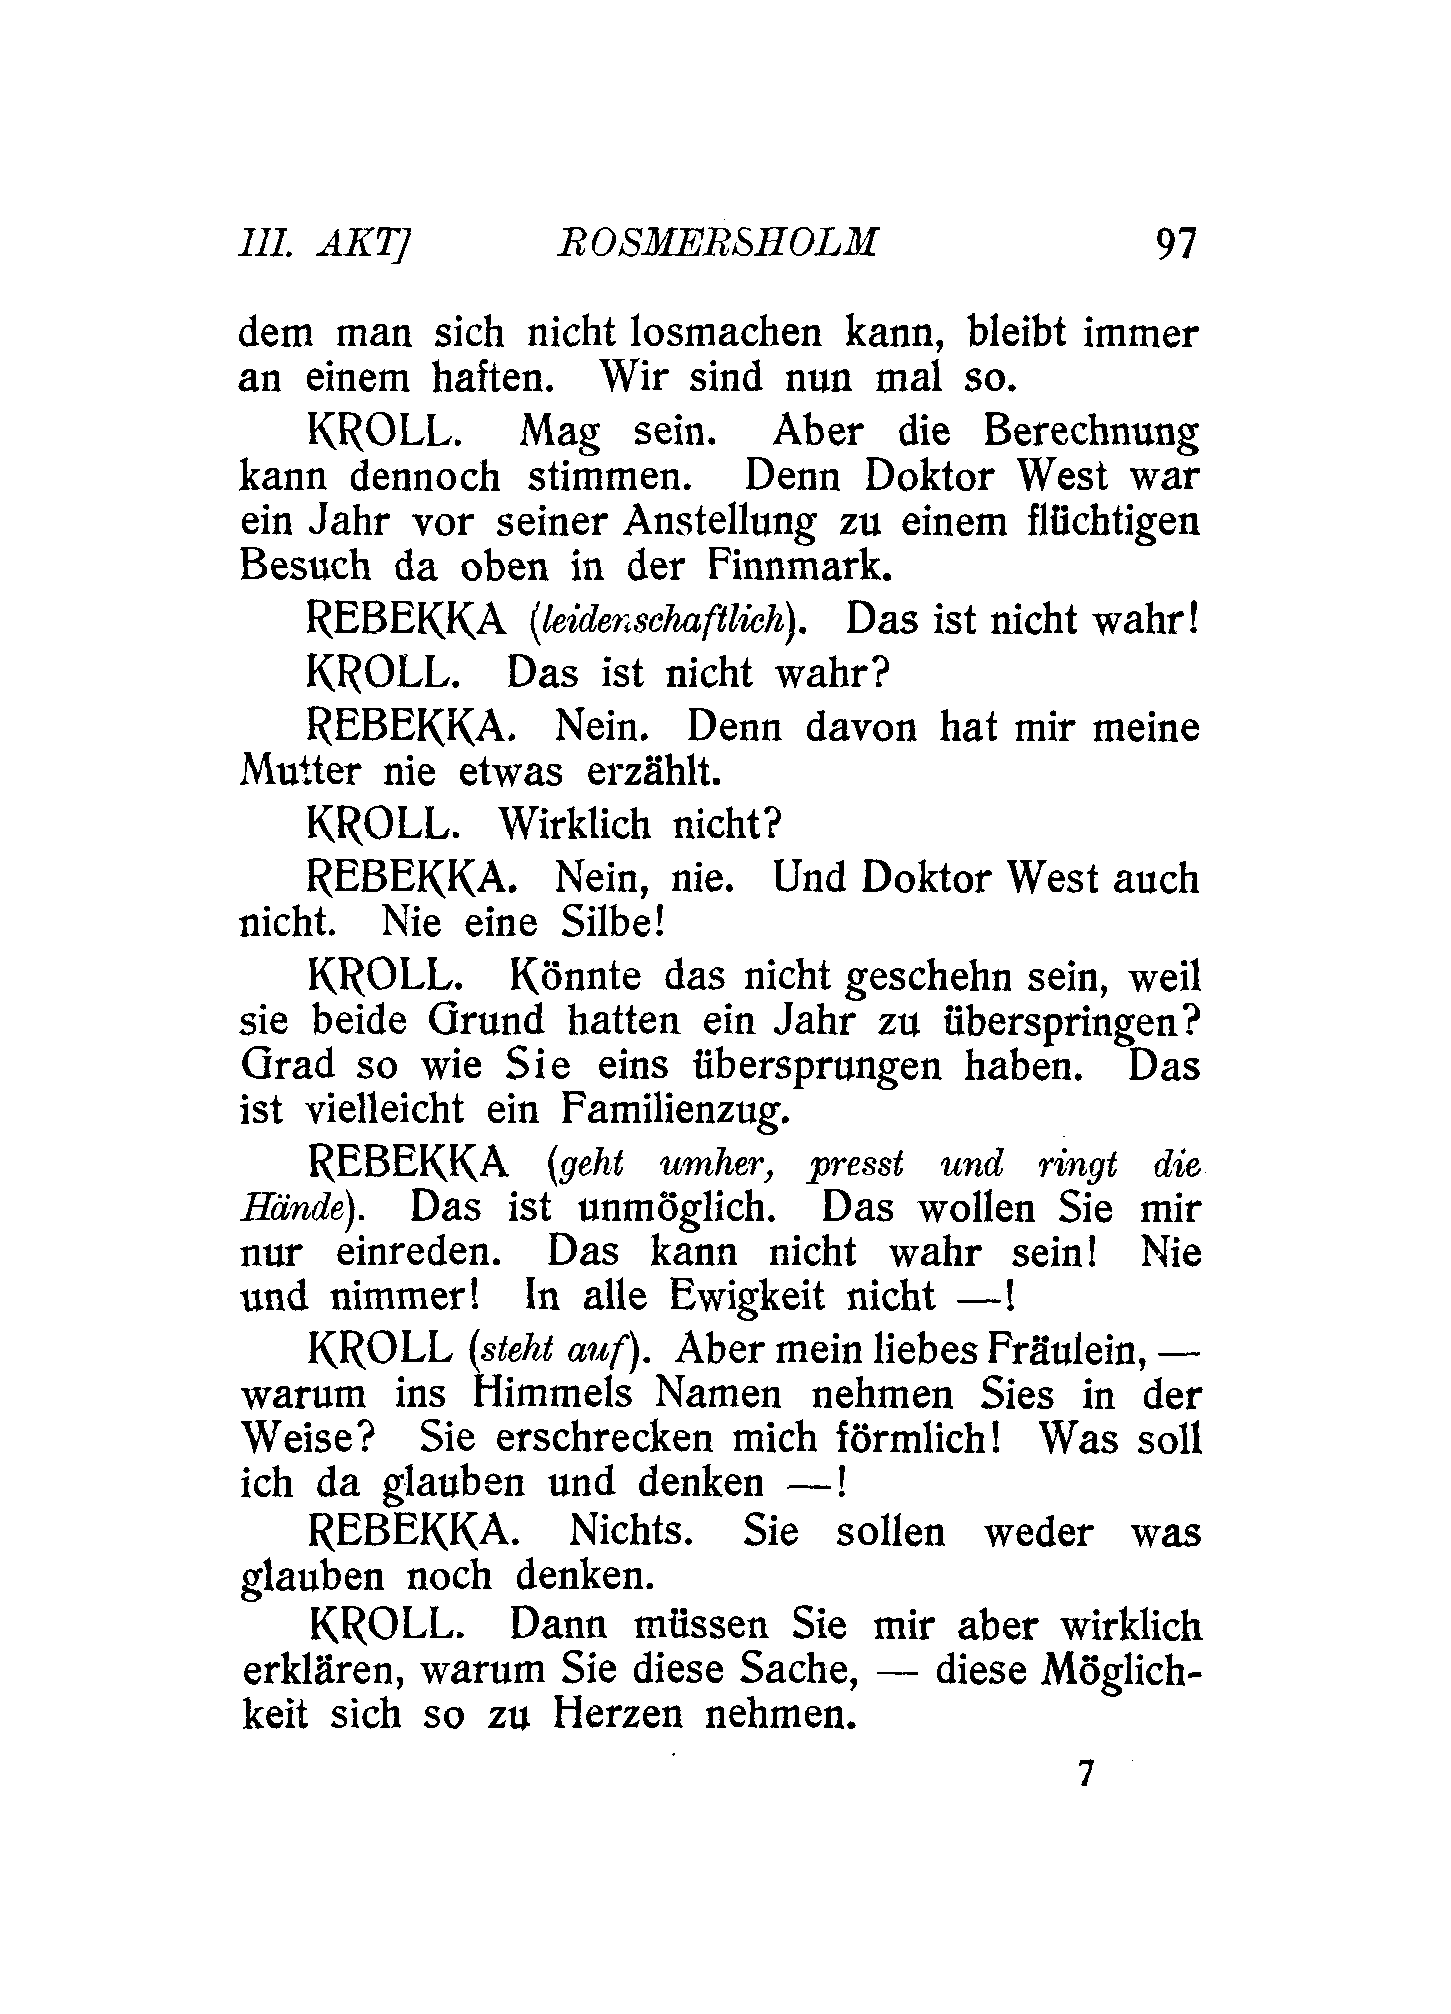 III. AKT] ROSMERSHOLM 97
dem man sich nicht losmachen kann, bleibt immer
an einem haften. Wir sind nun mal so.
KROLL. Mag sein. Aber die Berechnung
kann dennoch stimmen. Denn Doktor West war
ein Jahr vor seiner Anstellung zu einem flüchtigen
Besuch da oben in der Finnmark.
REBEKKA (leidenschaftlich). Das ist nicht wahr!
KROLL. Das ist nicht wahr?
REBEKKA. Nein. Denn davon hat mir meine
Mutter nie etwas erzählt.
KROLL. Wirklich nicht?
REBEKKA. Nein, nie. Und Doktor West auch
nicht. Nie eine Silbe!
KROLL. Könnte das nicht geschehn sein, weil
sie beide Grund hatten ein Jahr zu überspringen?
Grad so wie Sie eins übersprungen haben. Das
ist vielleicht ein Familienzug.
REBEKKA (geht umher, presst und ringt die
Hände). Das ist unmöglich. Das wollen Sie mir
nur einreden. Das kann nicht wahr sein! Nie
und nimmer! In alle Ewigkeit nicht —!
KROLL (steht auf). Aber mein liebes Fräulein, —
warum ins Himmels Namen nehmen Sies in der
Weise? Sie erschrecken mich förmlich! Was soll
ich da glauben und denken —!
REBEKKA. Nichts. Sie sollen weder was
glauben noch denken.
KROLL. Dann müssen Sie mir aber wirklich
erklären, warum Sie diese Sache, — diese Möglich-
keit sich so zu Herzen nehmen.
7